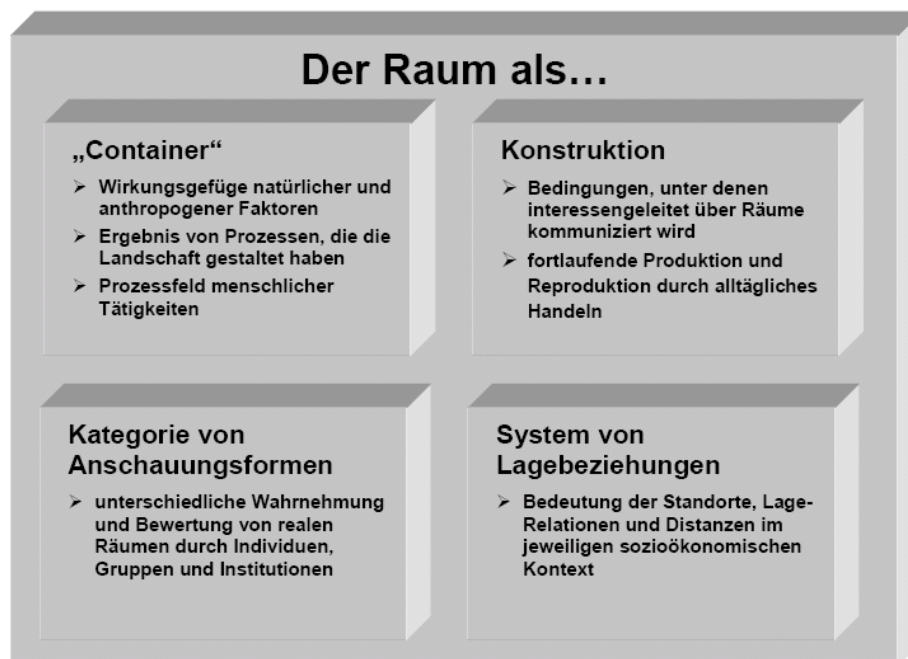 Der Raum als…
„Container“
➢ Wirkungsgefüge natürlicher und
anthropogener Faktoren
➢ Ergebnis von Prozessen, die die
Landschaft gestaltet haben
➢ Prozessfeld menschlicher
Tätigkeiten
Konstruktion
➢ Bedingungen, unter denen
interessengeleitet über Räume
kommuniziert wird
➢ fortlaufende Produktion und
Reproduktion durch alltägliches
Handeln
Kategorie von
Anschauungsformen
➢ unterschiedliche Wahrnehmung
und Bewertung von realen
Räumen durch Individuen,
Gruppen und Institutionen
System von
Lagebeziehungen
➢ Bedeutung der Standorte, Lage-
Relationen und Distanzen im
jeweiligen sozioökonomischen
Kontext